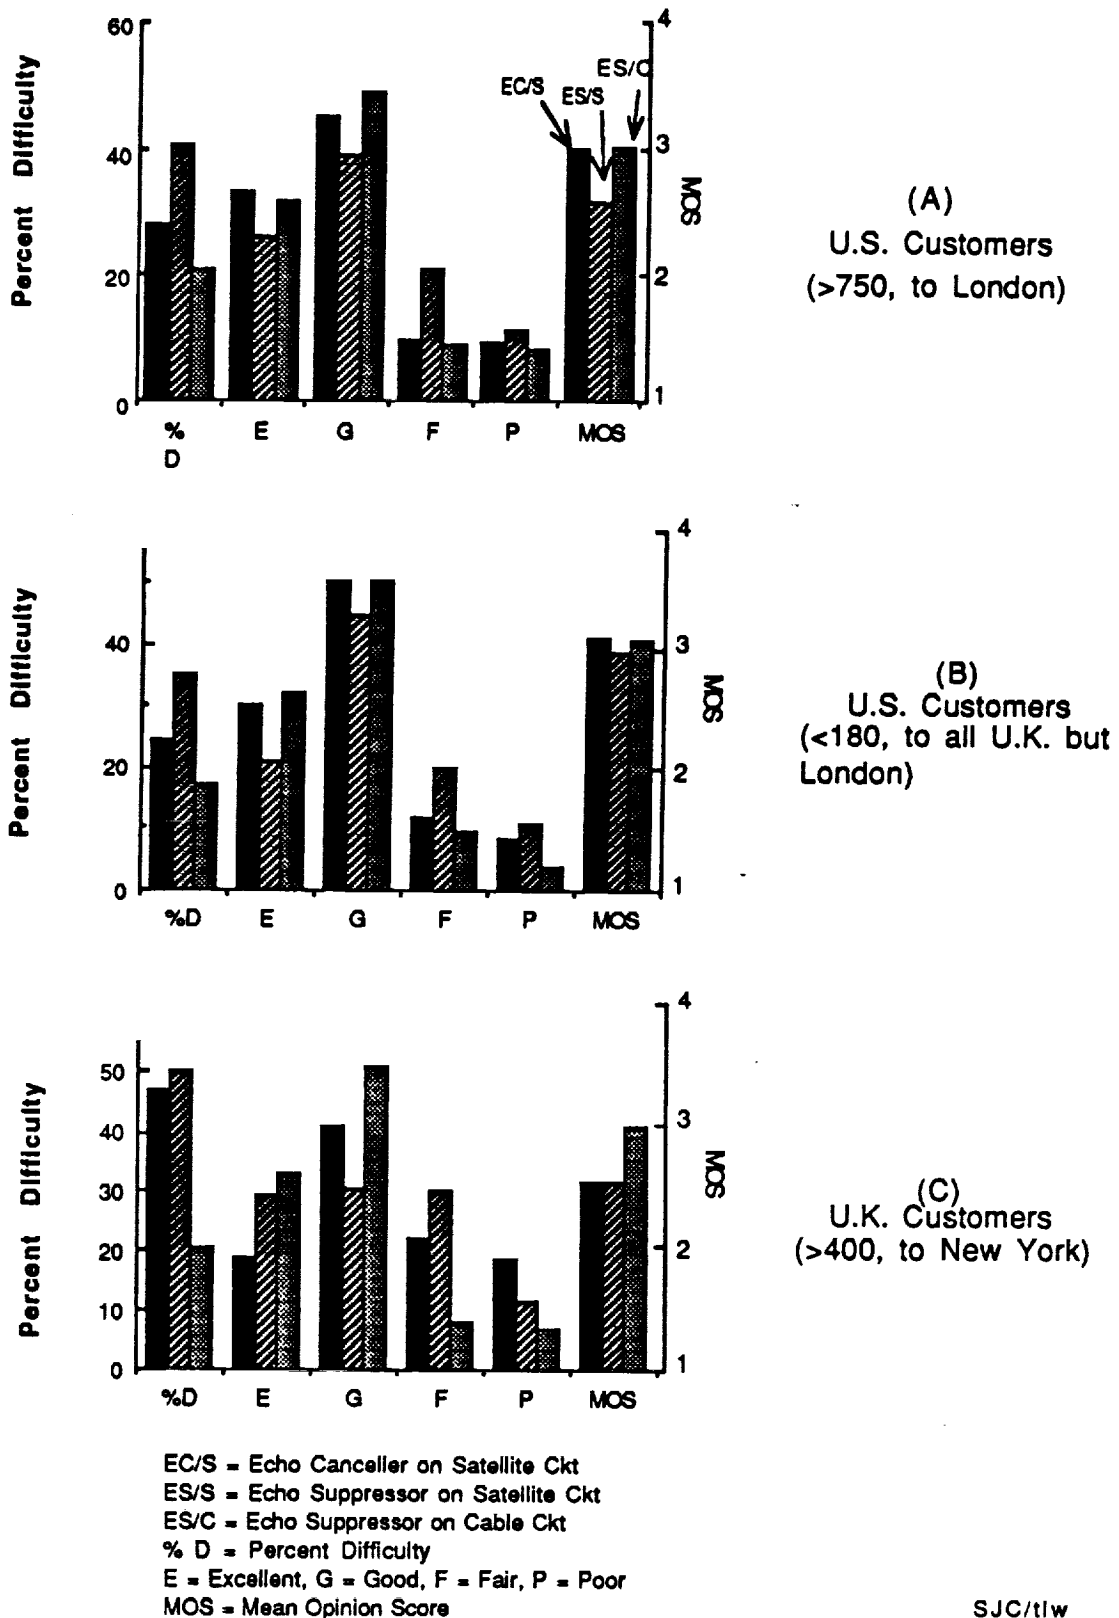 60
4
Percent Difficulty
EC/S
ES/S
ES/C
40
3
MOS
20
2
0
1
%
D
E
G
F
P
MOS
(A)
U.S. Customers
(>750, to London)
4
Percent Difficulty
40
3
MOS
20
2
0
1
%D
E
G
F
P
MOS
(B)
U.S. Customers
(<180, to all U.K. but
London)
4
Percent Difficulty
50
40
3
MOS
30
20
2
10
0
1
%D
E
G
F
P
MOS
(C)
U.K. Customers
(>400, to New York)
EC/S = Echo Canceller on Satellite Ckt
ES/S = Echo Suppressor on Satellite Ckt
ES/C = Echo Suppressor on Cable Ckt
% D = Percent Difficulty
E = Excellent, G = Good, F = Fair, P = Poor
MOS = Mean Opinion Score
SJC/tlw